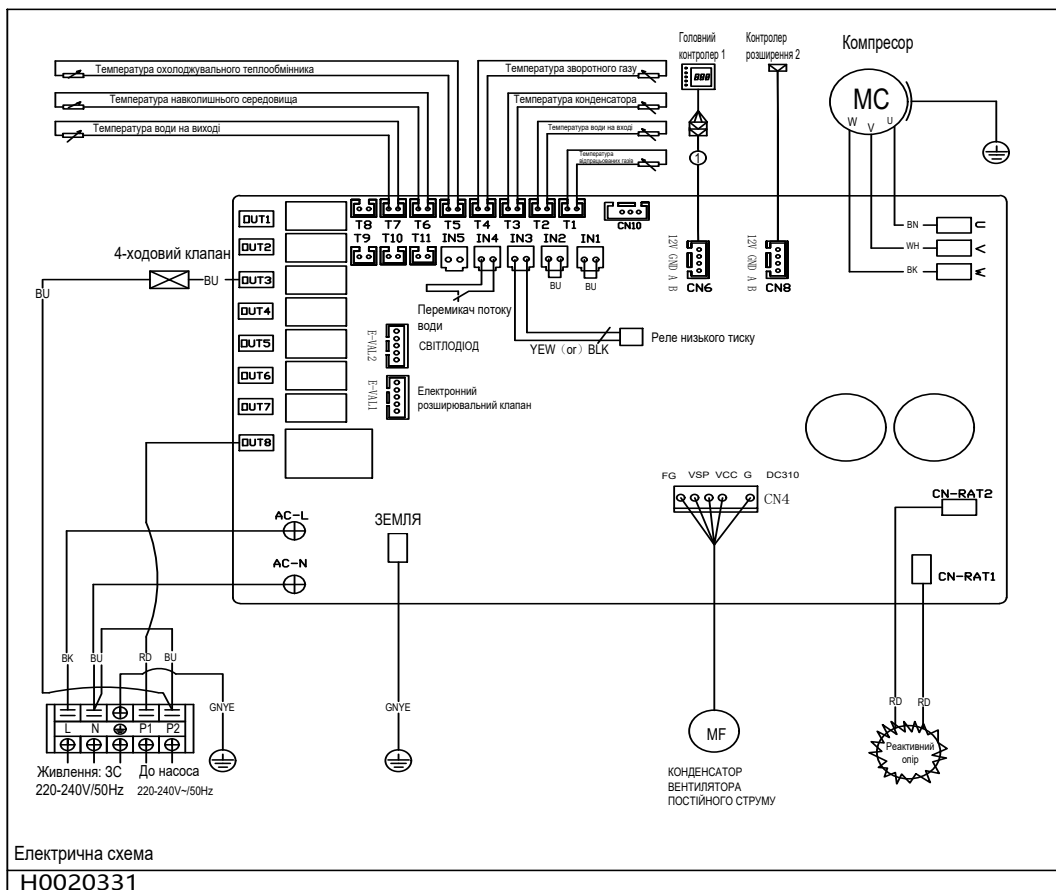 Головний
контролер 1
Контролер
розширення 2
Компресор
Температура охолоджувального теплообмінника
Температура зворотного газу
888
MC
Температура навколишнього середовища
Температура конденсатора
W V U
Температура води на виході
Температура води на вході
Температура
відпрацьованих газів
1
OUT1
T8 T7 T6 T5 T4 T3 T2 T1
CN10
BN U
4-ходовий клапан
OUT2
T9 T10 T11 IN5 IN4 IN3 IN2 IN1
12V GND A B
CN6
12V GND A B
CN8
WH V
BK W
BU
BU
OUT3
BU BU
OUT4
Перемикач потоку
води
OUT5
E-VAL2
СВІТЛОДІОД
YEW (or) BLK
Реле низького тиску
OUT6
E-VAL1
Електронний
розширювальний клапан
OUT7
OUT8
FG VSP VCC G DC310
CN4
CN-RAT2
AC-L
ЗЕМЛЯ
AC-N
CN-RAT1
BK BU RD BU
GNYE
GNYE
RD RD
L N P1 P2
MF
Реактивний
опір
Живлення: ЗС
220-240V/50Hz
До насоса
220-240V~/50Hz
КОНДЕНСАТОР
ВЕНТИЛЯТОРА
ПОСТІЙНОГО СТРУМУ
Електрична схема
H0020331